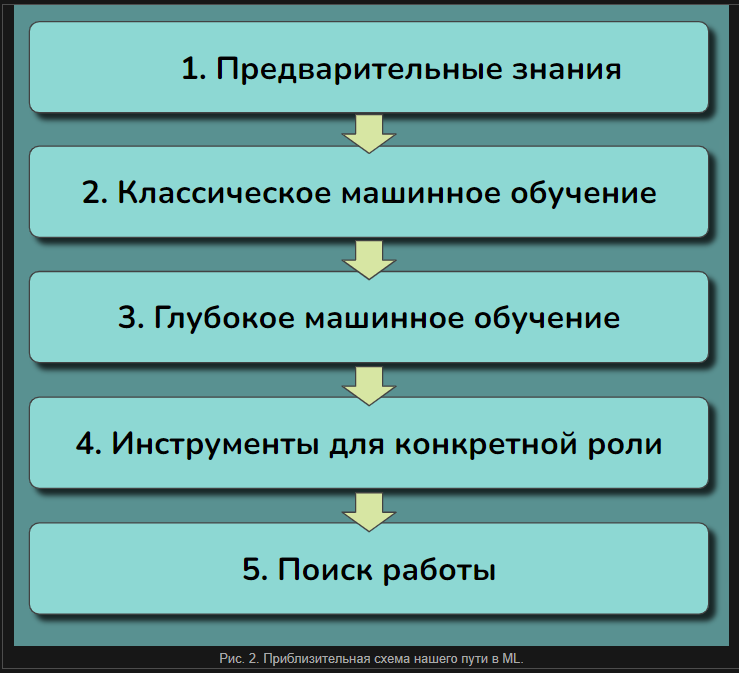 1. Предварительные знания
2. Классическое машинное обучение
3. Глубокое машинное обучение
4. Инструменты для конкретной роли
5. Поиск работы
Рис. 2. Приблизительная схема нашего пути в ML.